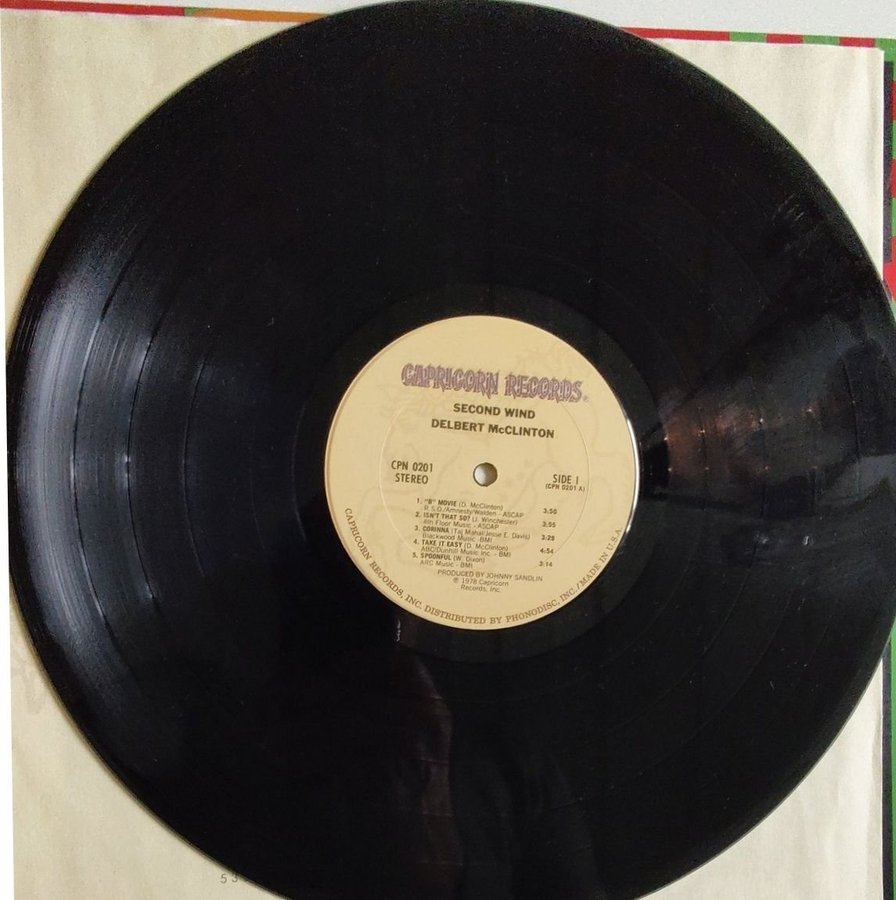 CAPRICORN RECORDS®
SECOND WIND
DELBERT McCLINTON
CPN 0201
STEREO
SIDE I
(CPN 0201 A)
1. "B" MOVIE (D. McClinton) 3:50
R.S.O./Amnesty/Walden - ASCAP
2. ISN'T THAT SO? (J. Winchester) 3:55
4th Floor Music - ASCAP
3. CORINNA (Taj Mahal/Jesse E. Davis) 3:28
Blackwood Music - BMI
4. TAKE IT EASY (D. McClinton) 4:54
ABC/Dunhill Music Inc. - BMI
5. SPOONFUL (W. Dixon) 3:14
ARC Music - BMI
PRODUCED BY JOHNNY SANDLIN
℗ 1978 Capricorn
Records, Inc.
CAPRICORN RECORDS, INC. DISTRIBUTED BY PHONODISC, INC./MADE IN U.S.A.